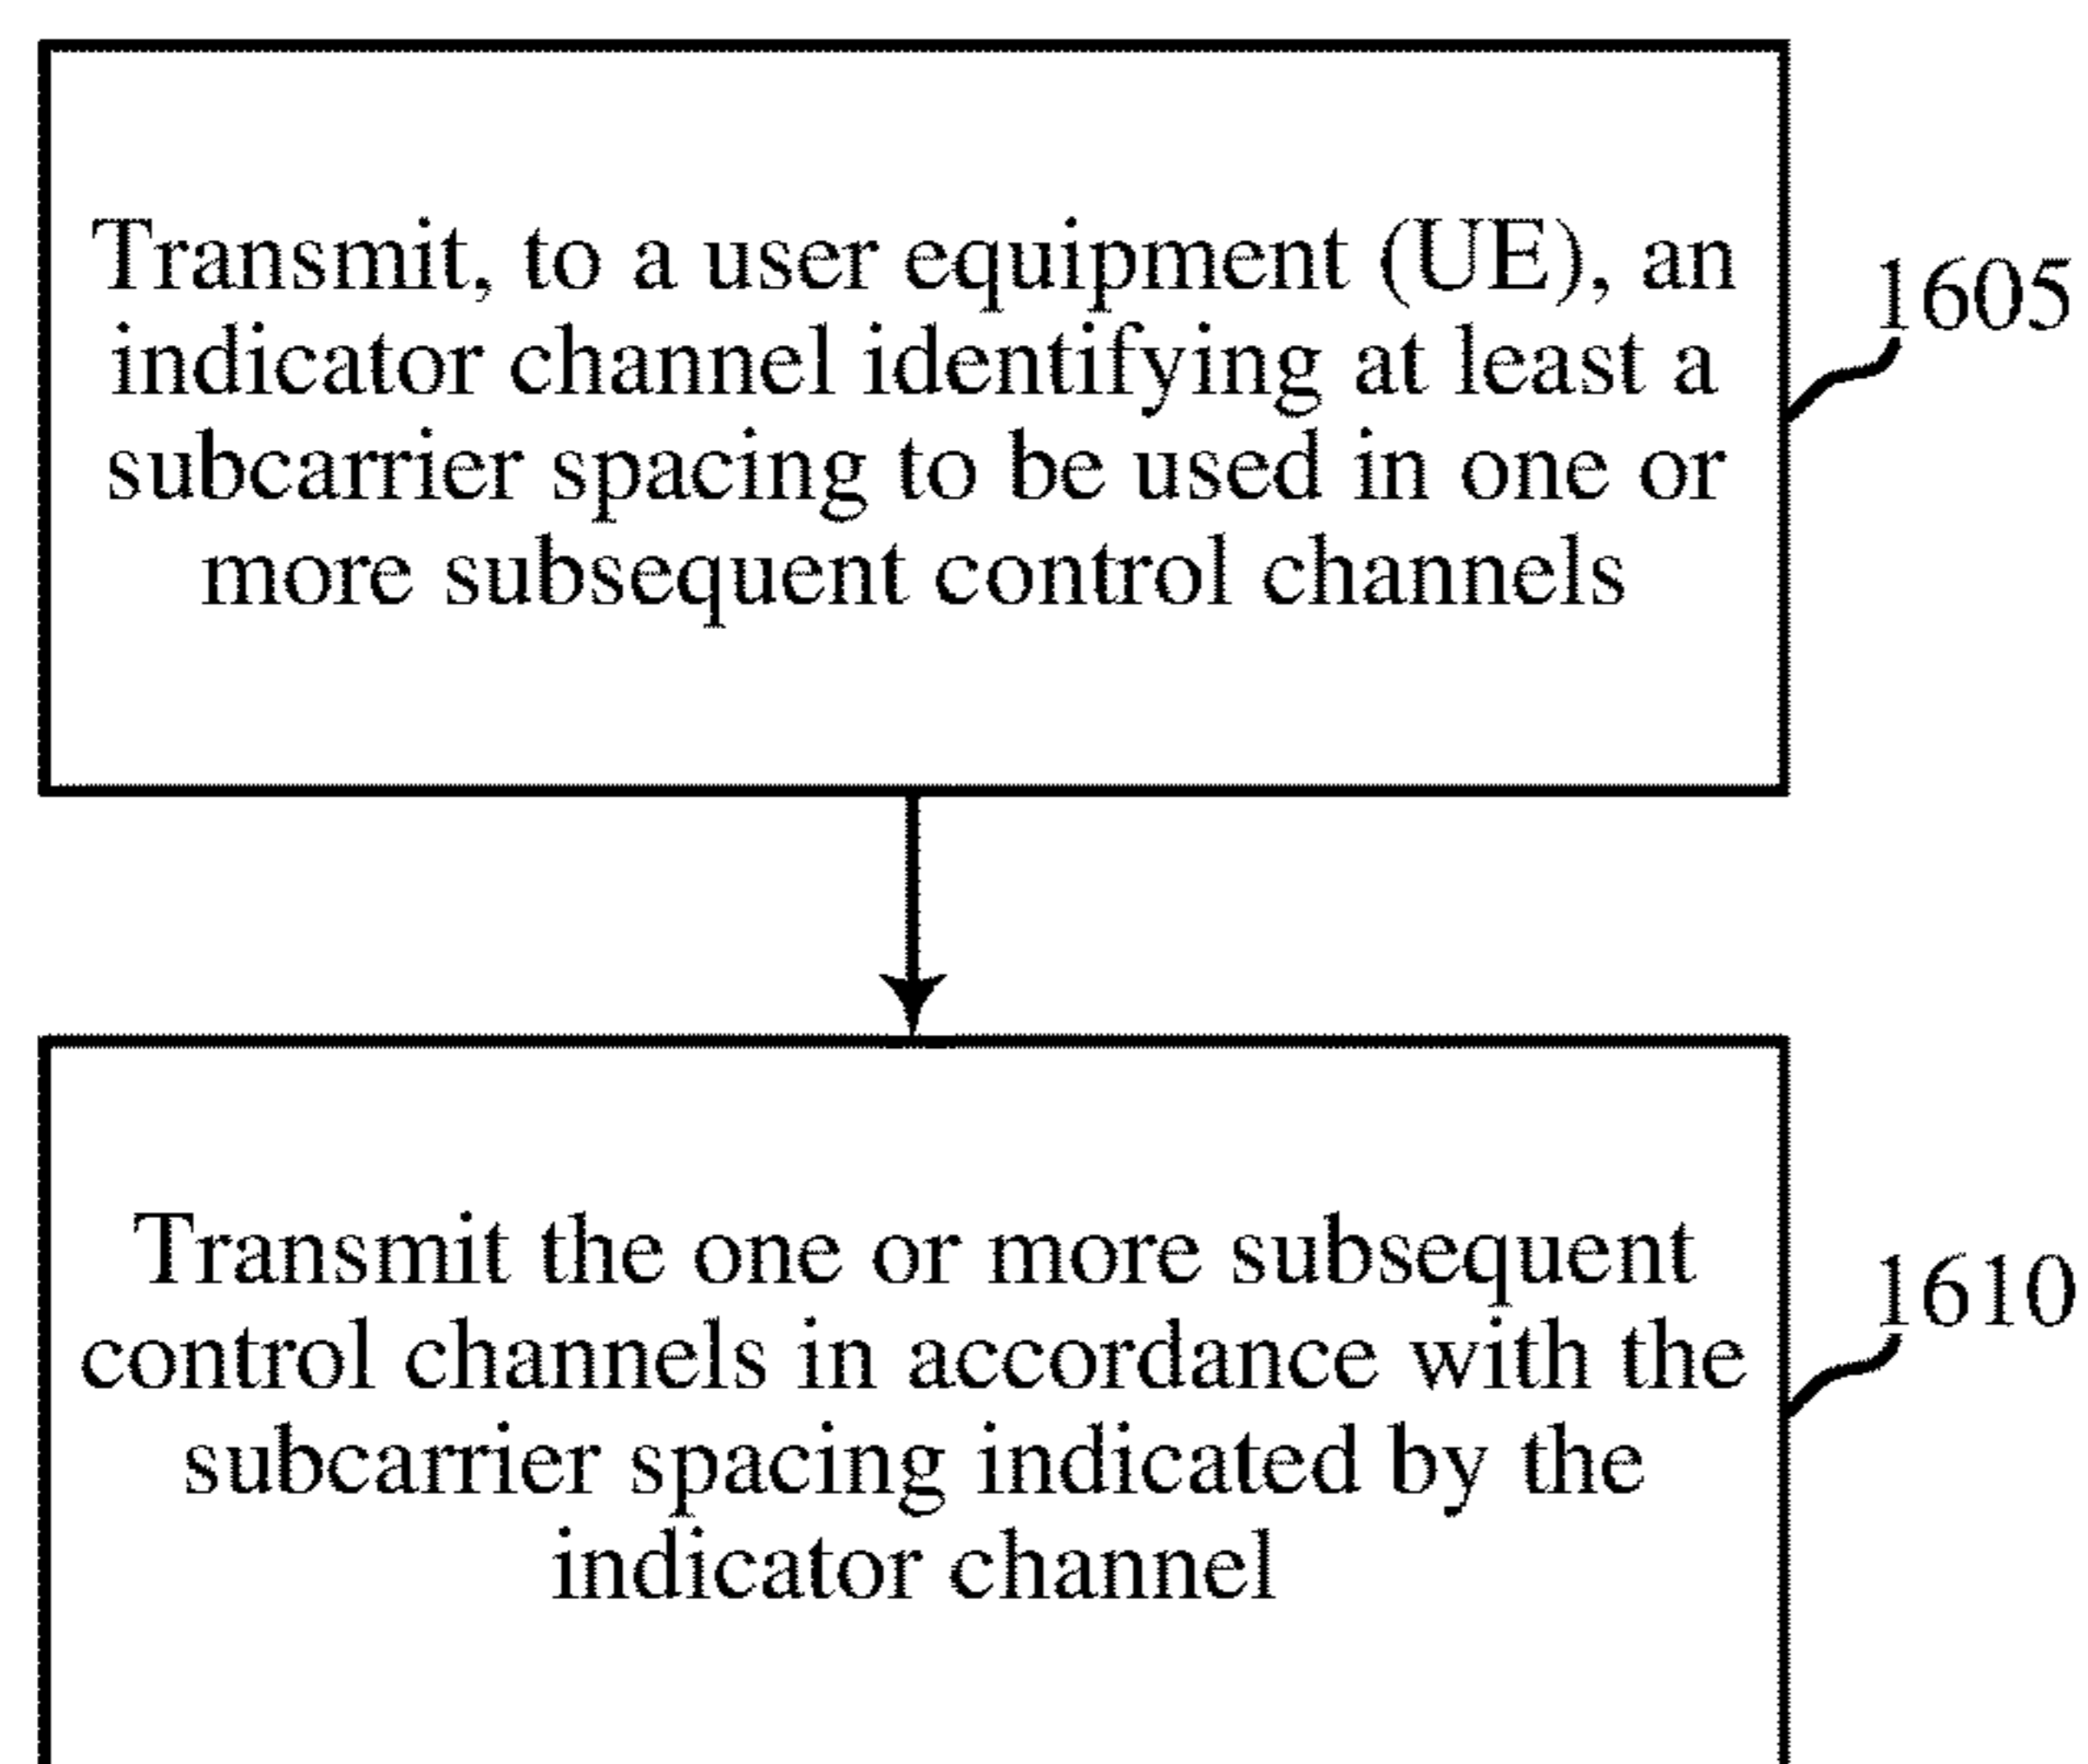 Transmit, to a user equipment (UE), an
indicator channel identifying at least a
subcarrier spacing to be used in one or
more subsequent control channels
1605
Transmit the one or more subsequent
control channels in accordance with the
subcarrier spacing indicated by the
indicator channel
1610